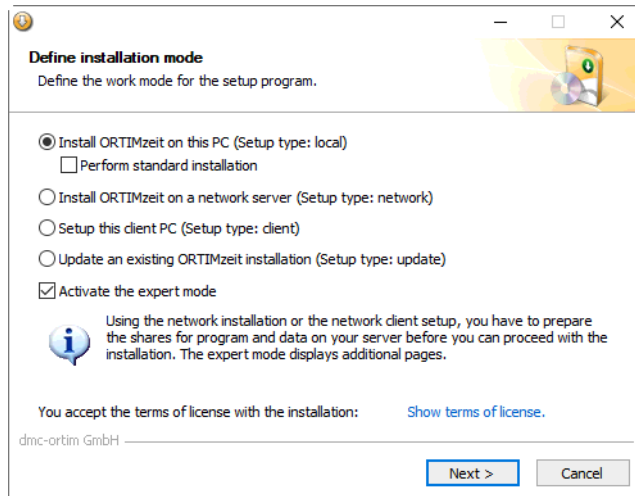 Define installation mode
Define the work mode for the setup program.
Install ORTIMzeit on this PC (Setup type: local)
Perform standard installation
Install ORTIMzeit on a network server (Setup type: network)
Setup this client PC (Setup type: client)
Update an existing ORTIMzeit installation (Setup type: update)
Activate the expert mode
Using the network installation or the network client setup, you have to prepare
the shares for program and data on your server before you can proceed with the
installation. The expert mode displays additional pages.
You accept the terms of license with the installation: Show terms of license.
dmc-ortim GmbH
Next > Cancel